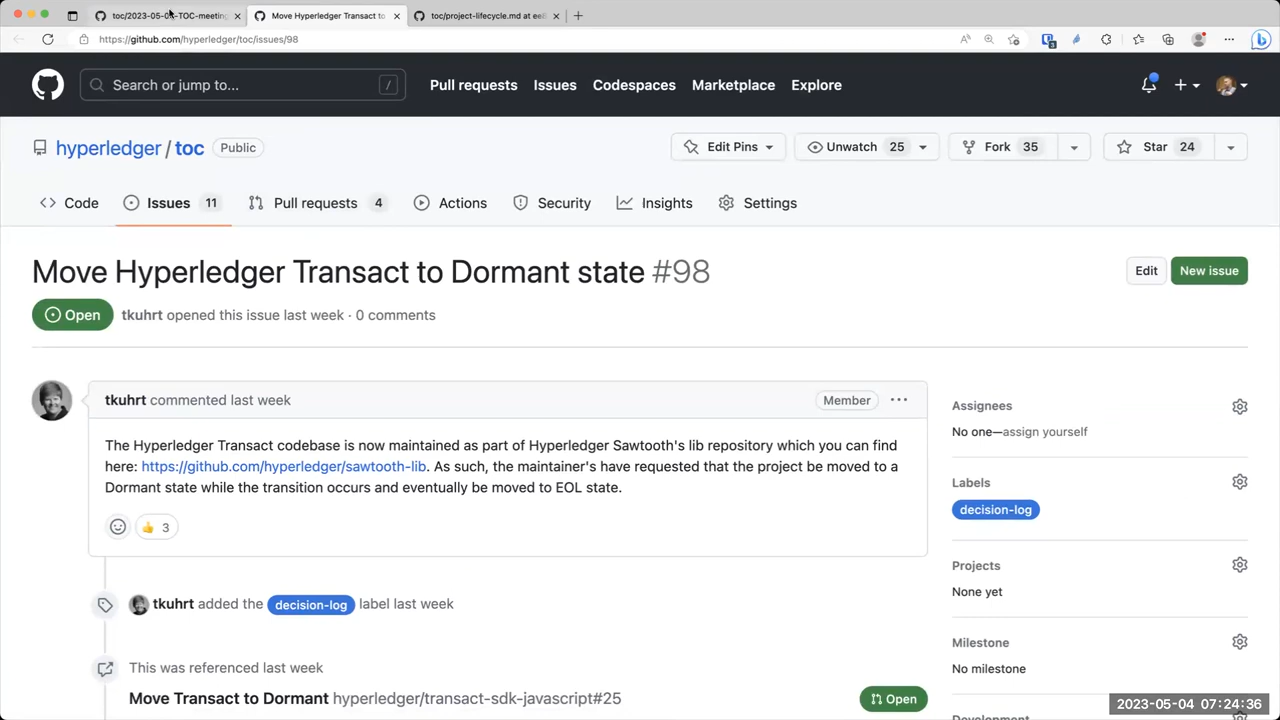 toc/2023-05-04-TOC-meeting
Move Hyperledger Transact to
toc/project-lifecycle.md at ee
https://github.com/hyperledger/toc/issues/98
Search or jump to... /
Pull requests Issues Codespaces Marketplace Explore
hyperledger / toc Public
Edit Pins Unwatch 25 Fork 35 Star 24
Code Issues 11 Pull requests 4 Actions Security Insights Settings
Move Hyperledger Transact to Dormant state #98
Edit New issue
Open tkuhrt opened this issue last week · 0 comments
tkuhrt commented last week Member ...
The Hyperledger Transact codebase is now maintained as part of Hyperledger Sawtooth's lib repository which you can find
here: https://github.com/hyperledger/sawtooth-lib. As such, the maintainer's have requested that the project be moved to a
Dormant state while the transition occurs and eventually be moved to EOL state.
👍 3
tkuhrt added the decision-log label last week
This was referenced last week
Move Transact to Dormant hyperledger/transact-sdk-javascript#25 Open
Assignees
No one—assign yourself
Labels
decision-log
Projects
None yet
Milestone
No milestone
Development
2023-05-04 07:24:36